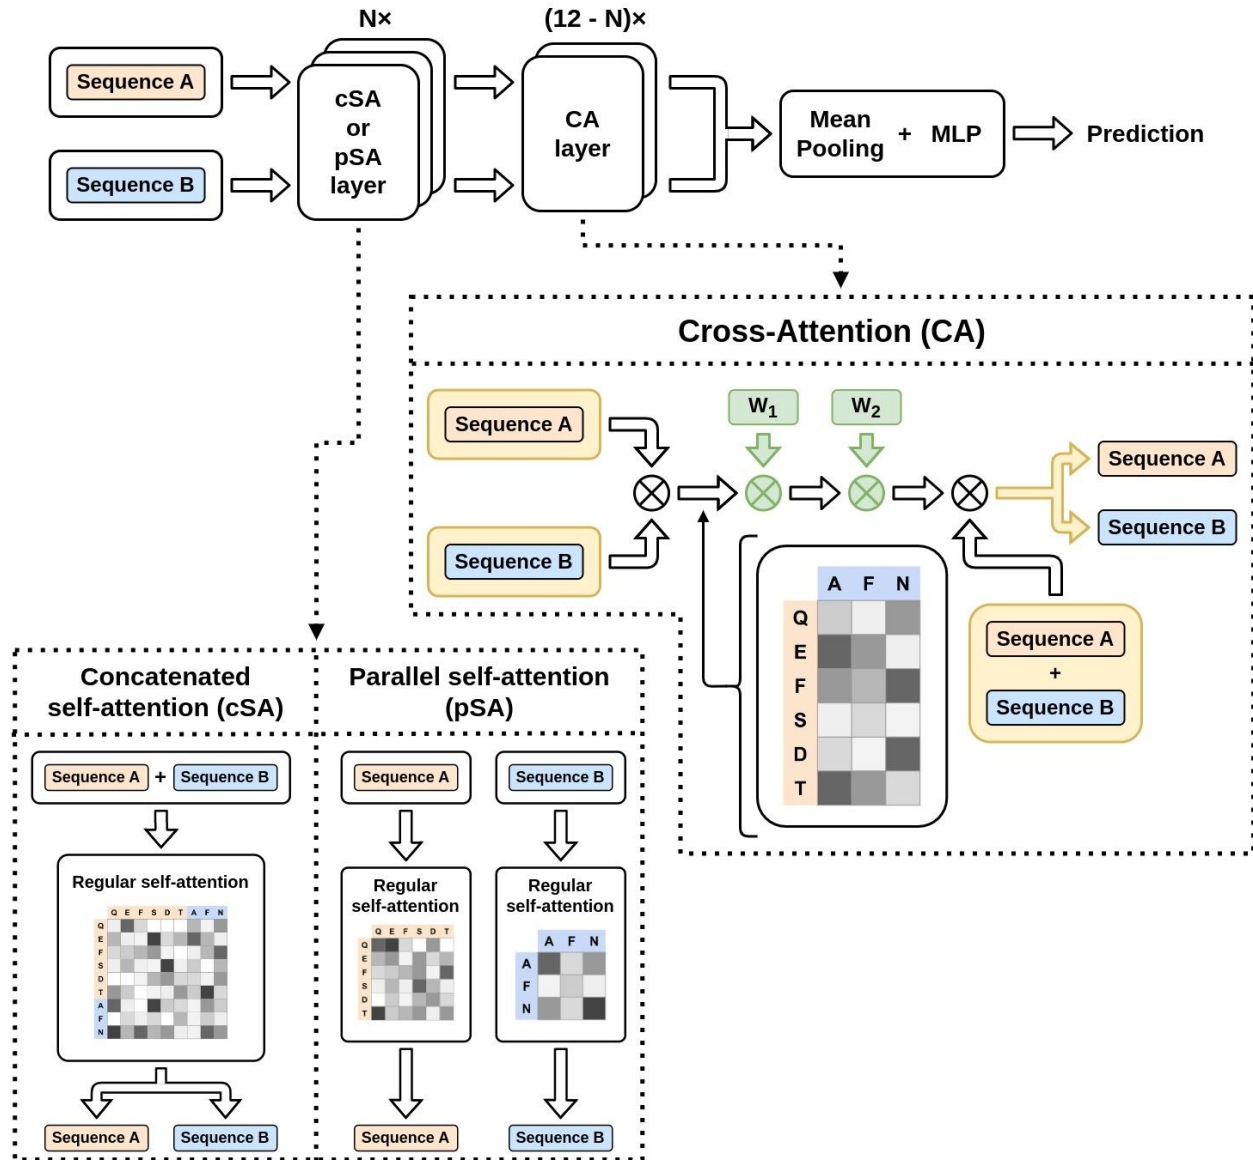 N×
(12 - N)×
Sequence A
Sequence B
cSA
or
pSA
layer
CA
layer
Mean
Pooling + MLP
Prediction
Cross-Attention (CA)
Sequence A
Sequence B
W1
W2
Sequence A
Sequence B
A F N
Q
E
F
S
D
T
Sequence A
+
Sequence B
Concatenated
self-attention (cSA)
Sequence A + Sequence B
Regular self-attention
Q E F S D T A F N
Q
E
F
S
D
T
A
F
N
Sequence A
Sequence B
Parallel self-attention
(pSA)
Sequence A
Sequence B
Regular
self-attention
Q E F S D T
Q
E
F
S
D
T
Regular
self-attention
A F N
A
F
N
Sequence A
Sequence B